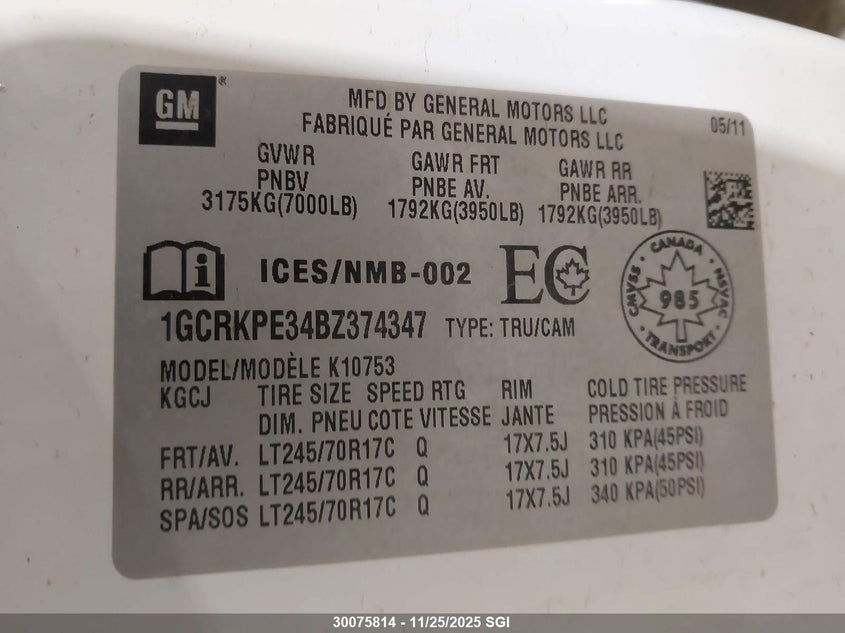 GM
MFD BY GENERAL MOTORS LLC
FABRIQUÉ PAR GENERAL MOTORS LLC
05/11
GVWR GAWR FRT GAWR RR
PNBV PNBE AV. PNBE ARR.
3175KG(7000LB) 1792KG(3950LB) 1792KG(3950LB)
ICES/NMB-002 EC
CANADA
CMVSS 985 NSVAC
TRANSPORT
1GCRKPE34BZ374347 TYPE: TRU/CAM
MODEL/MODÈLE K10753
KGCJ TIRE SIZE SPEED RTG RIM COLD TIRE PRESSURE
DIM. PNEU COTE VITESSE JANTE PRESSION À FROID
FRT/AV. LT245/70R17C Q 17X7.5J 310 KPA(45PSI)
RR/ARR. LT245/70R17C Q 17X7.5J 310 KPA(45PSI)
SPA/SOS LT245/70R17C Q 17X7.5J 340 KPA(50PSI)
30075814 - 11/25/2025 SGI